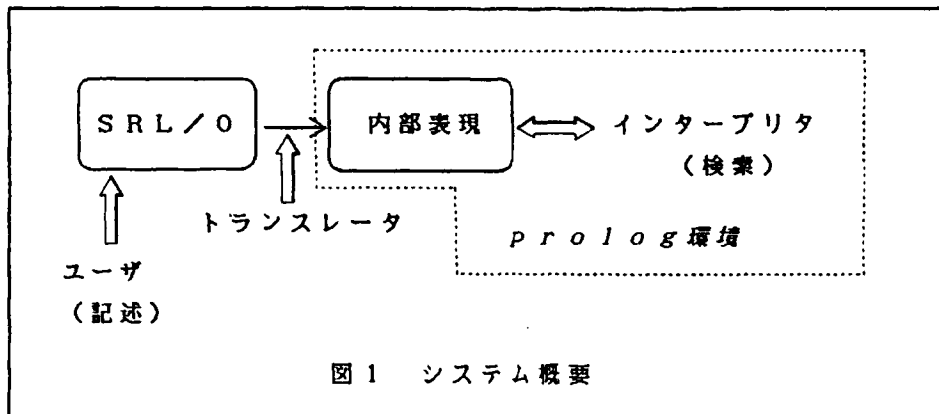 SRL/O
内部表現
インタープリタ
(検索)
トランスレータ
prolog環境
ユーザ
(記述)
図1 システム概要